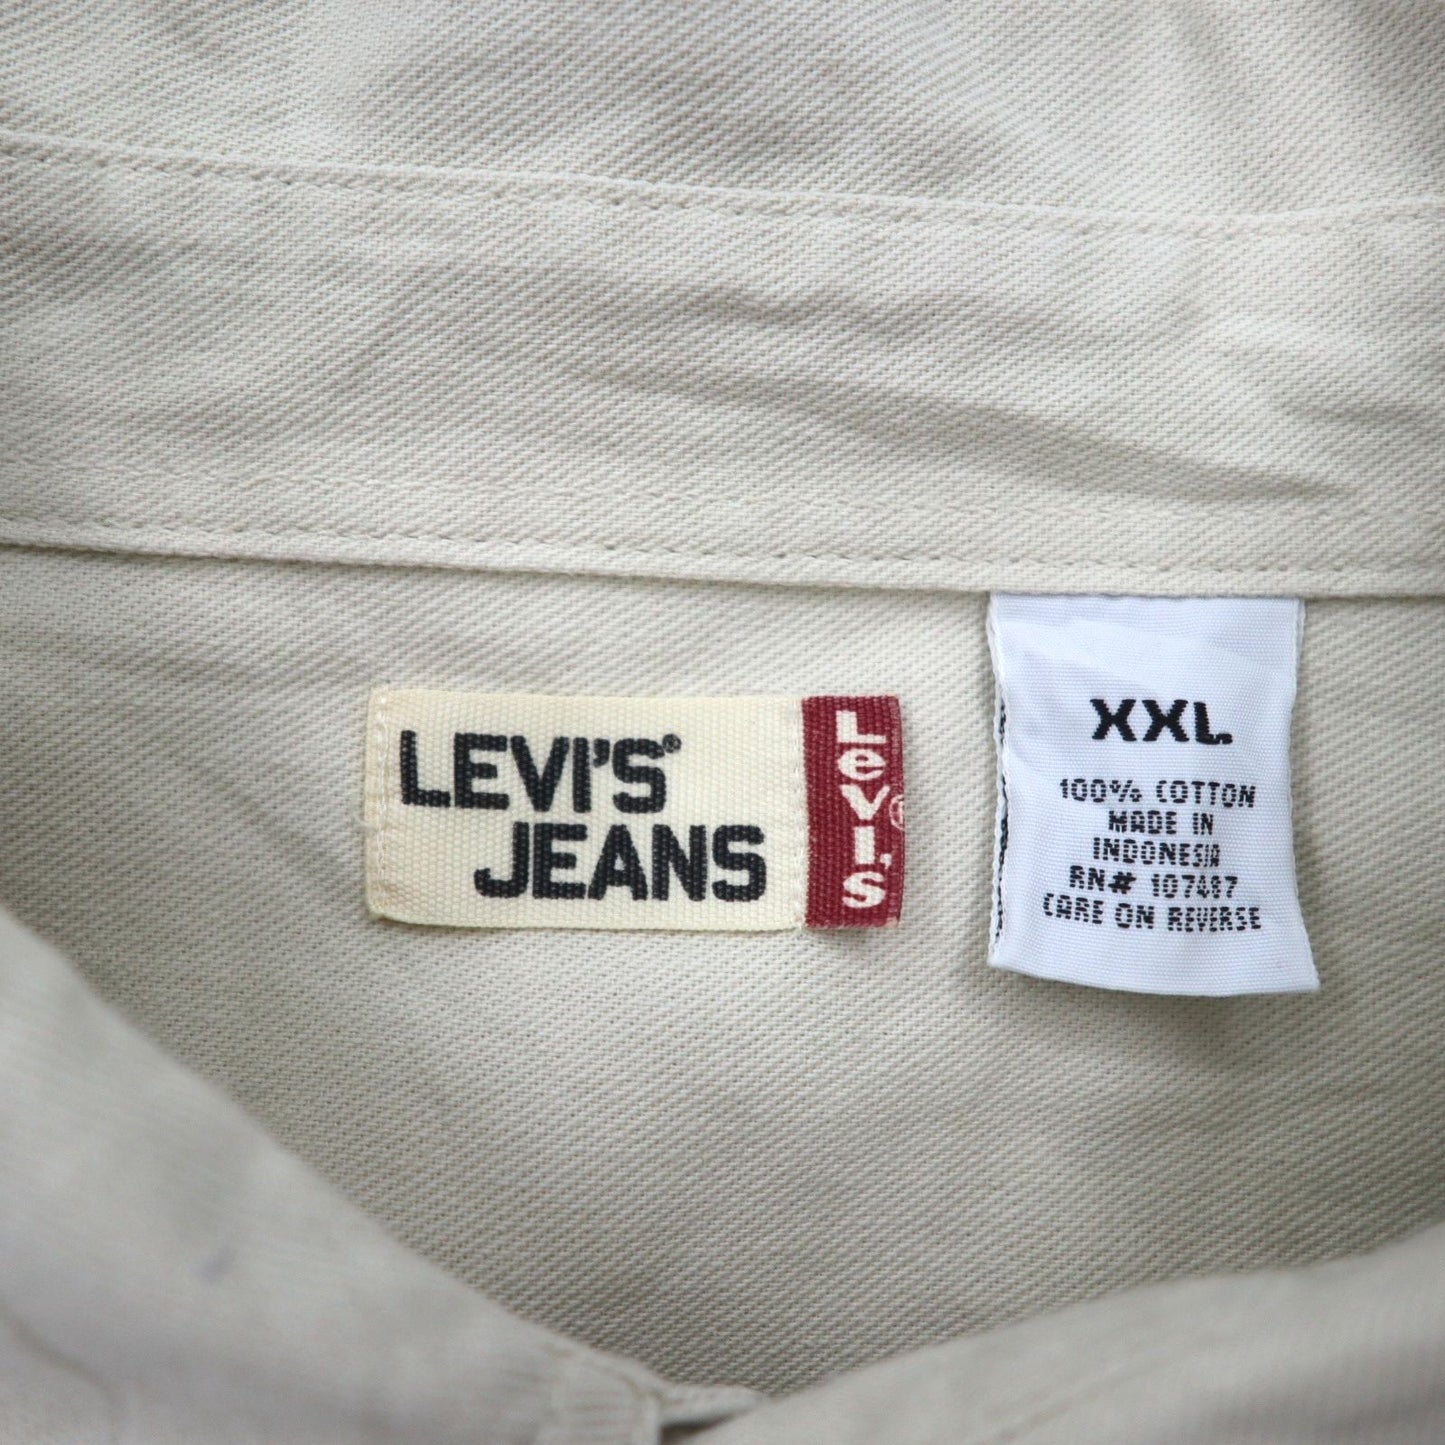 LEVI'S®
JEANS
LeVI'S®
XXL
100% COTTON
MADE IN
INDONESIA
RN# 107487
CARE ON REVERSE